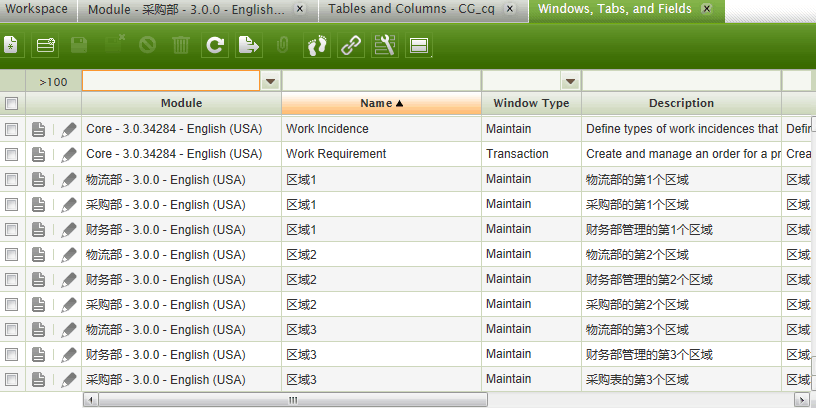 Workspace Module - 采购部 - 3.0.0 - English... Tables and Columns - CG_cq Windows, Tabs, and Fields
>100
Module Name Window Type Description
Core - 3.0.34284 - English (USA) Work Incidence Maintain Define types of work incidences that Defin
Core - 3.0.34284 - English (USA) Work Requirement Transaction Create and manage an order for a pr Crea
物流部 - 3.0.0 - English (USA) 区域1 Maintain 物流部的第1个区域 区域
采购部 - 3.0.0 - English (USA) 区域1 Maintain 采购部的第1个区域 区域
财务部 - 3.0.0 - English (USA) 区域1 Maintain 财务部管理的第1个区域 区域
物流部 - 3.0.0 - English (USA) 区域2 Maintain 物流部的第2个区域 区域
财务部 - 3.0.0 - English (USA) 区域2 Maintain 财务部管理的第2个区域 区域
采购部 - 3.0.0 - English (USA) 区域2 Maintain 采购部的第2个区域 区域
物流部 - 3.0.0 - English (USA) 区域3 Maintain 物流部的第3个区域 区域
财务部 - 3.0.0 - English (USA) 区域3 Maintain 财务部管理的第3个区域 区域
采购部 - 3.0.0 - English (USA) 区域3 Maintain 采购表的第3个区域 区域